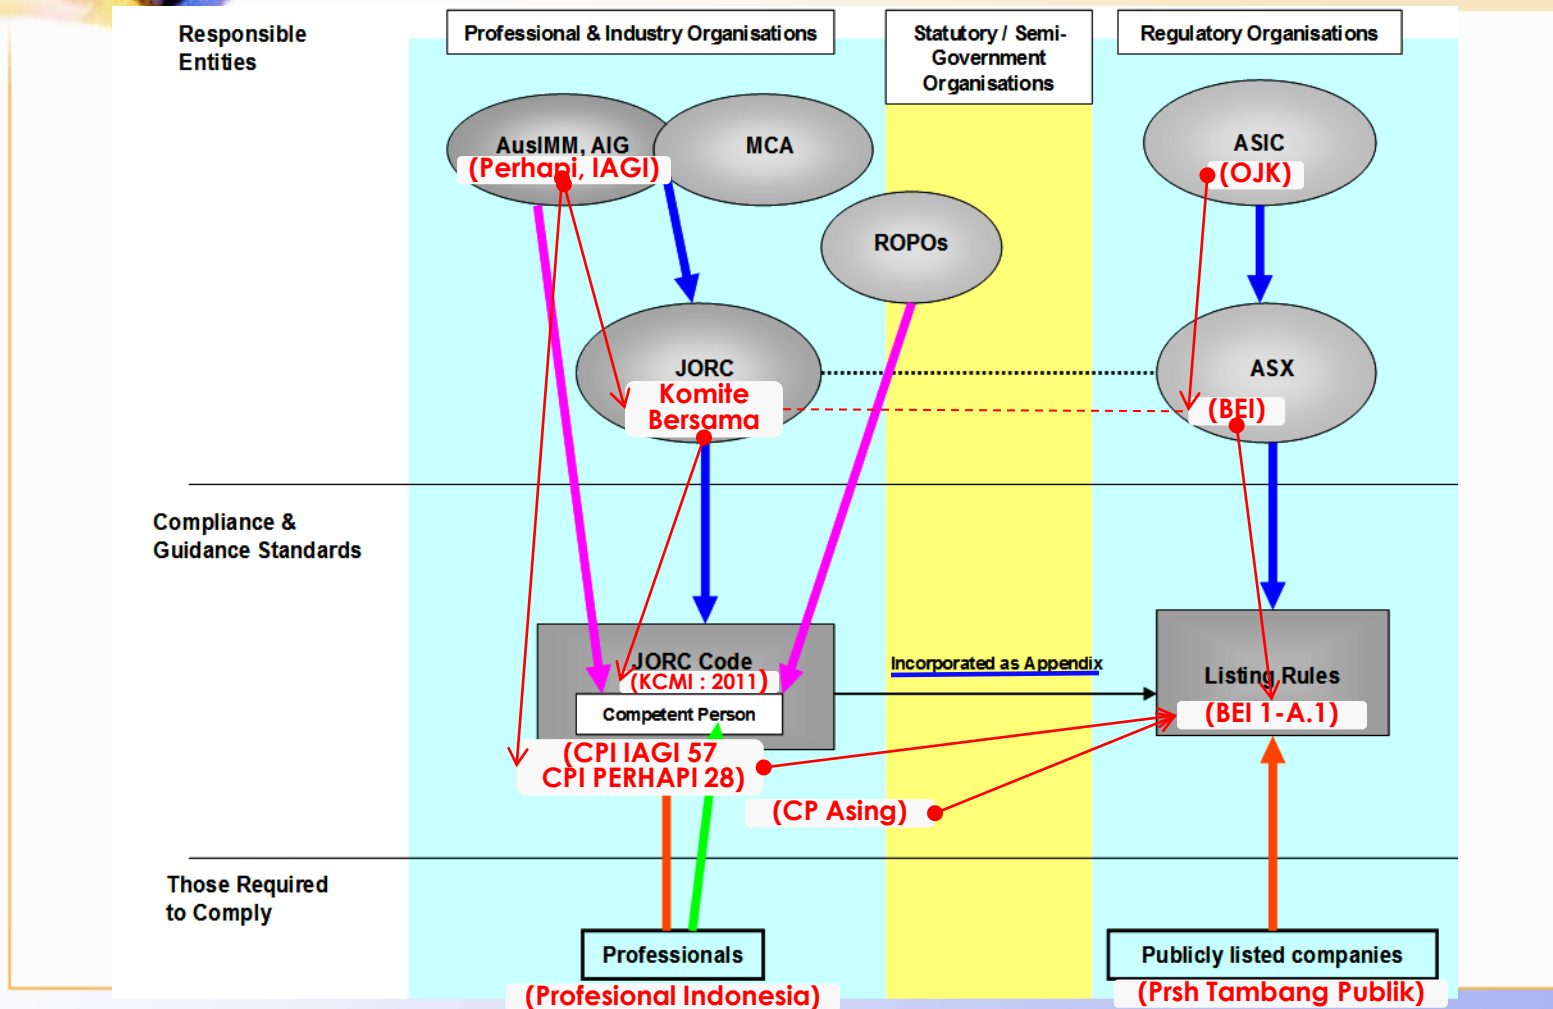 Responsible
Entities
Professional & Industry Organisations
Statutory / Semi-
Government
Organisations
Regulatory Organisations
AusIMM, AIG
(Perhapi, IAGI)
MCA
ASIC
(OJK)
ROPOs
JORC
Komite
Bersama
ASX
(BEI)
Compliance &
Guidance Standards
JORC Code
(KCMI : 2011)
Competent Person
Incorporated as Appendix
Listing Rules
(BEI 1-A.1)
(CPI IAGI 57
CPI PERHAPI 28)
(CP Asing)
Those Required
to Comply
Professionals
(Profesional Indonesia)
Publicly listed companies
(Prsh Tambang Publik)